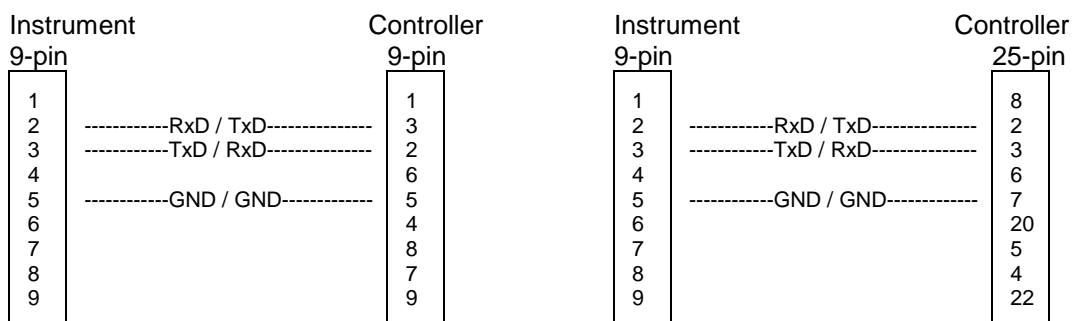 Instrument Controller Instrument Controller
9-pin 9-pin 9-pin 25-pin
1 1 1 8
2 -------------RxD / TxD--------------- 3 2 -------------RxD / TxD--------------- 2
3 -------------TxD / RxD--------------- 2 3 -------------TxD / RxD--------------- 3
4 6 4 6
5 -------------GND / GND------------- 5 5 -------------GND / GND------------- 7
6 4 6 20
7 8 7 5
8 7 8 4
9 9 9 22